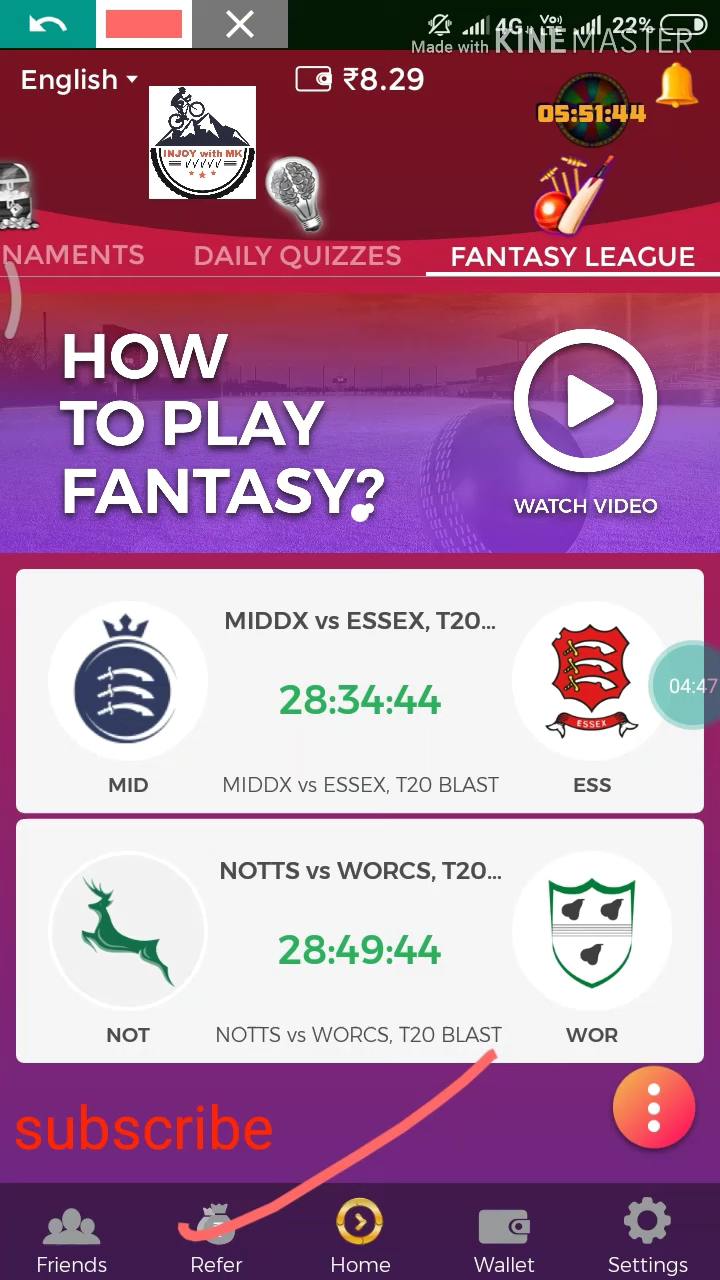 4G Vo) LTE 22%
Made with KINEMASTER
English ₹8.29
05:51:44
INJOY with MK
NAMENTS DAILY QUIZZES FANTASY LEAGUE
HOW
TO PLAY
FANTASY?
WATCH VIDEO
MIDDX vs ESSEX, T20...
28:34:44
ESSEX
04:47
MID MIDDX vs ESSEX, T20 BLAST ESS
NOTTS vs WORCS, T20...
28:49:44
NOT NOTTS vs WORCS, T20 BLAST WOR
subscribe
Friends Refer Home Wallet Settings